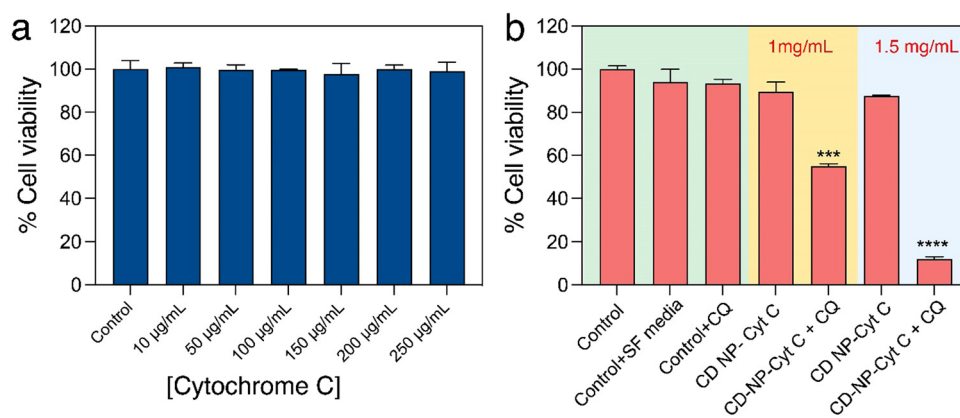 a
% Cell viability
120
100
80
60
40
20
0
Control
10 µg/mL
50 µg/mL
100 µg/mL
150 µg/mL
200 µg/mL
250 µg/mL
[Cytochrome C]
b
% Cell viability
120
100
80
60
40
20
0
1mg/mL
1.5 mg/mL
***
****
Control
Control+SF media
Control+CQ
CD NP- Cyt C
CD-NP-Cyt C + CQ
CD NP-Cyt C
CD-NP-Cyt C + CQ